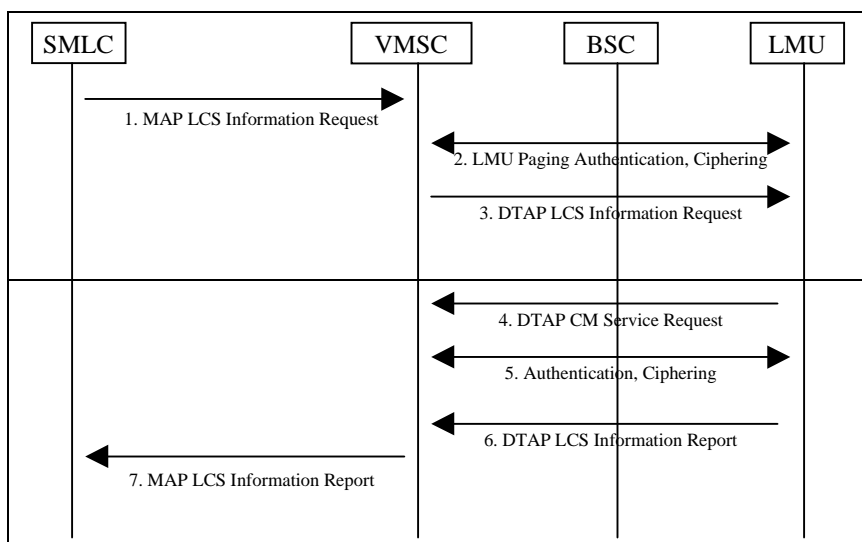 SMLC
VMSC
BSC
LMU
1. MAP LCS Information Request
2. LMU Paging Authentication, Ciphering
3. DTAP LCS Information Request
4. DTAP CM Service Request
5. Authentication, Ciphering
6. DTAP LCS Information Report
7. MAP LCS Information Report